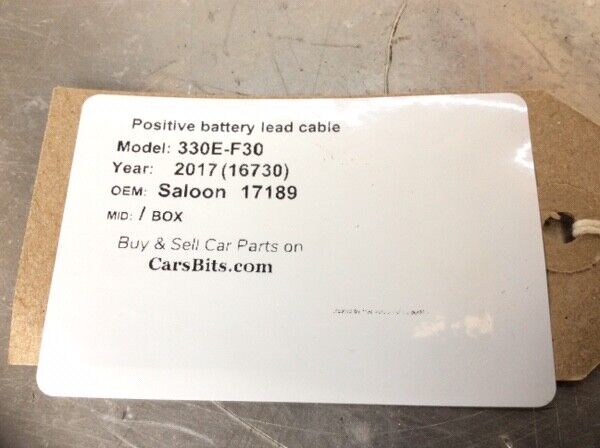 Positive battery lead cable
Model: 330E-F30
Year: 2017 (16730)
OEM: Saloon 17189
MID: / BOX
Buy & Sell Car Parts on
CarsBits.com